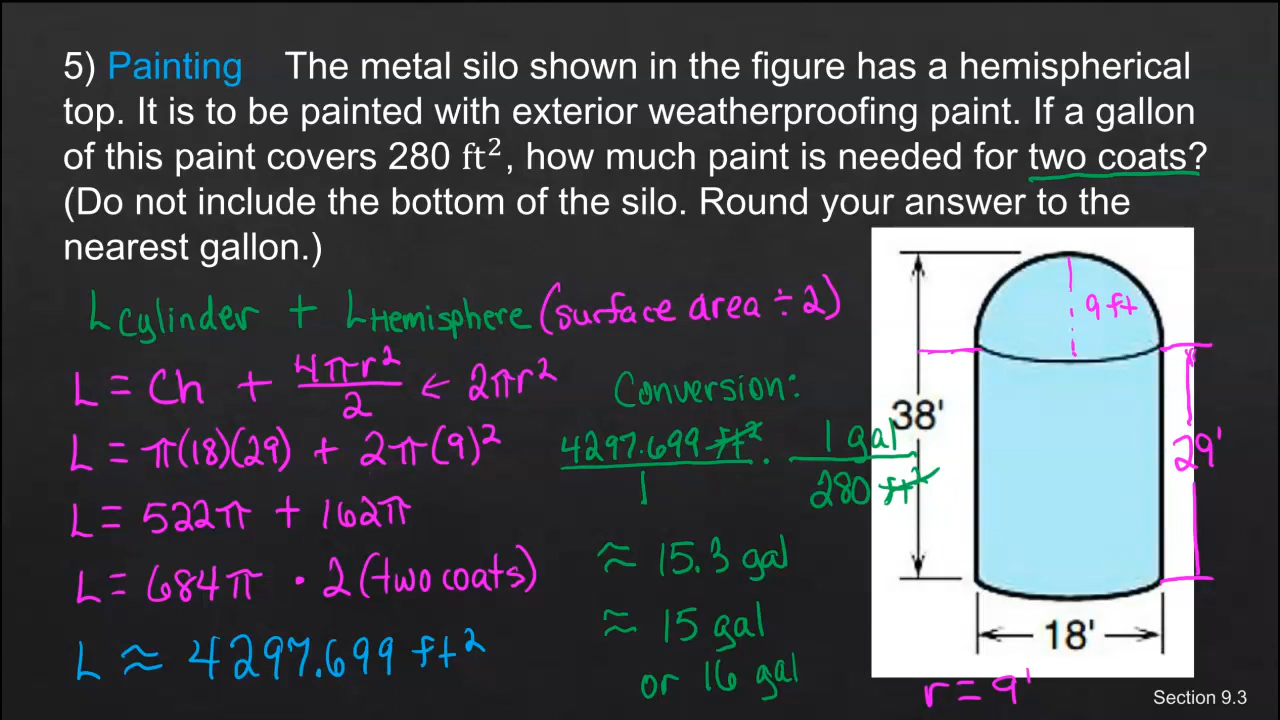 5) Painting The metal silo shown in the figure has a hemispherical
top. It is to be painted with exterior weatherproofing paint. If a gallon
of this paint covers 280 ft², how much paint is needed for two coats?
(Do not include the bottom of the silo. Round your answer to the
nearest gallon.)
L Cylinder + L Hemisphere (surface area ÷ 2)
L = Ch + 4πr²/2 ← 2πr²
L = π(18)(29) + 2π(9)²
L = 522π + 162π
L = 684π · 2 (two coats)
L ≈ 4297.699 ft²
Conversion:
4297.699 ft²/1 · 1 gal/280 ft²
≈ 15.3 gal
≈ 15 gal
or 16 gal
9 ft
38'
29'
18'
r = 9'
Section 9.3